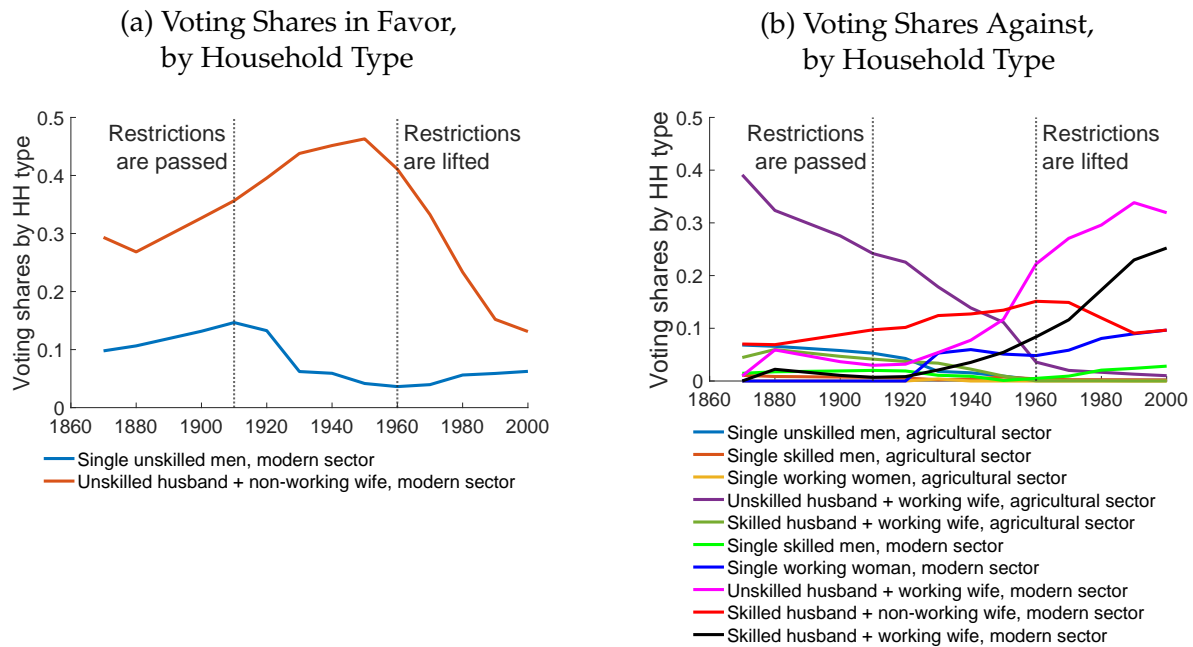 (a) Voting Shares in Favor,
by Household Type
Voting shares by HH type
0.5
0.4
0.3
0.2
0.1
0
Restrictions
are passed
Restrictions
are lifted
1860 1880 1900 1920 1940 1960 1980 2000
Single unskilled men, modern sector
Unskilled husband + non-working wife, modern sector
(b) Voting Shares Against,
by Household Type
Voting shares by HH type
0.5
0.4
0.3
0.2
0.1
0
Restrictions
are passed
Restrictions
are lifted
1860 1880 1900 1920 1940 1960 1980 2000
Single unskilled men, agricultural sector
Single skilled men, agricultural sector
Single working women, agricultural sector
Unskilled husband + working wife, agricultural sector
Skilled husband + working wife, agricultural sector
Single skilled men, modern sector
Single working woman, modern sector
Unskilled husband + working wife, modern sector
Skilled husband + non-working wife, modern sector
Skilled husband + working wife, modern sector